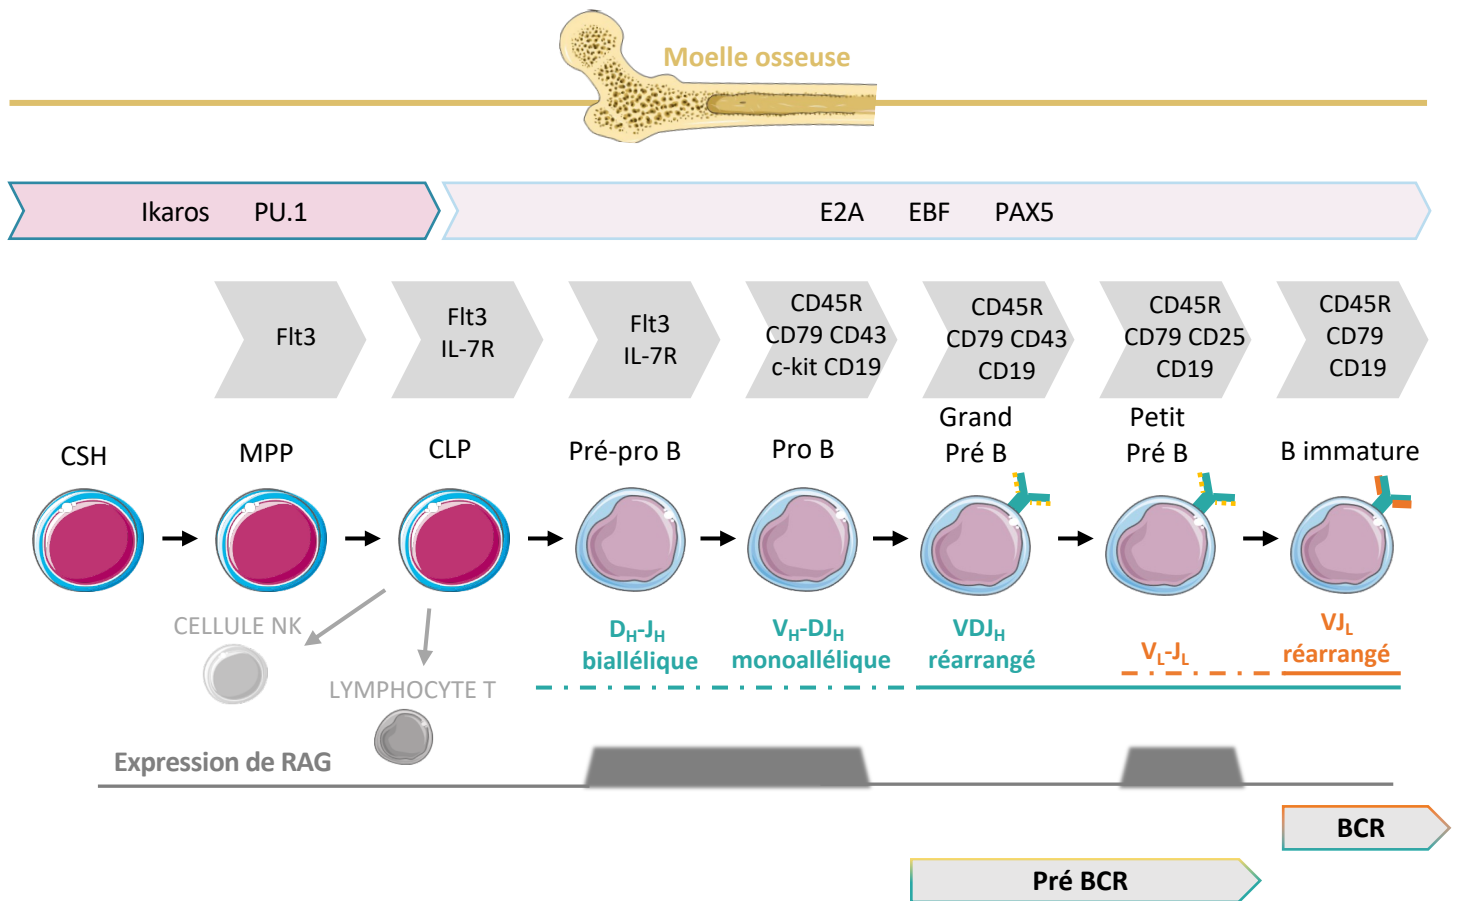 Moelle osseuse
Ikaros PU.1
E2A EBF PAX5
Flt3
Flt3
IL-7R
Flt3
IL-7R
CD45R
CD79 CD43
c-kit CD19
CD45R
CD79 CD43
CD19
CD45R
CD79 CD25
CD19
CD45R
CD79
CD19
CSH
MPP
CLP
Pré-pro B
Pro B
Grand
Pré B
Petit
Pré B
B immature
CELLULE NK
LYMPHOCYTE T
DH-JH
biallélique
VH-DJH
monoallélique
VDJH
réarrangé
VL-JL
VJL
réarrangé
Expression de RAG
BCR
Pré BCR